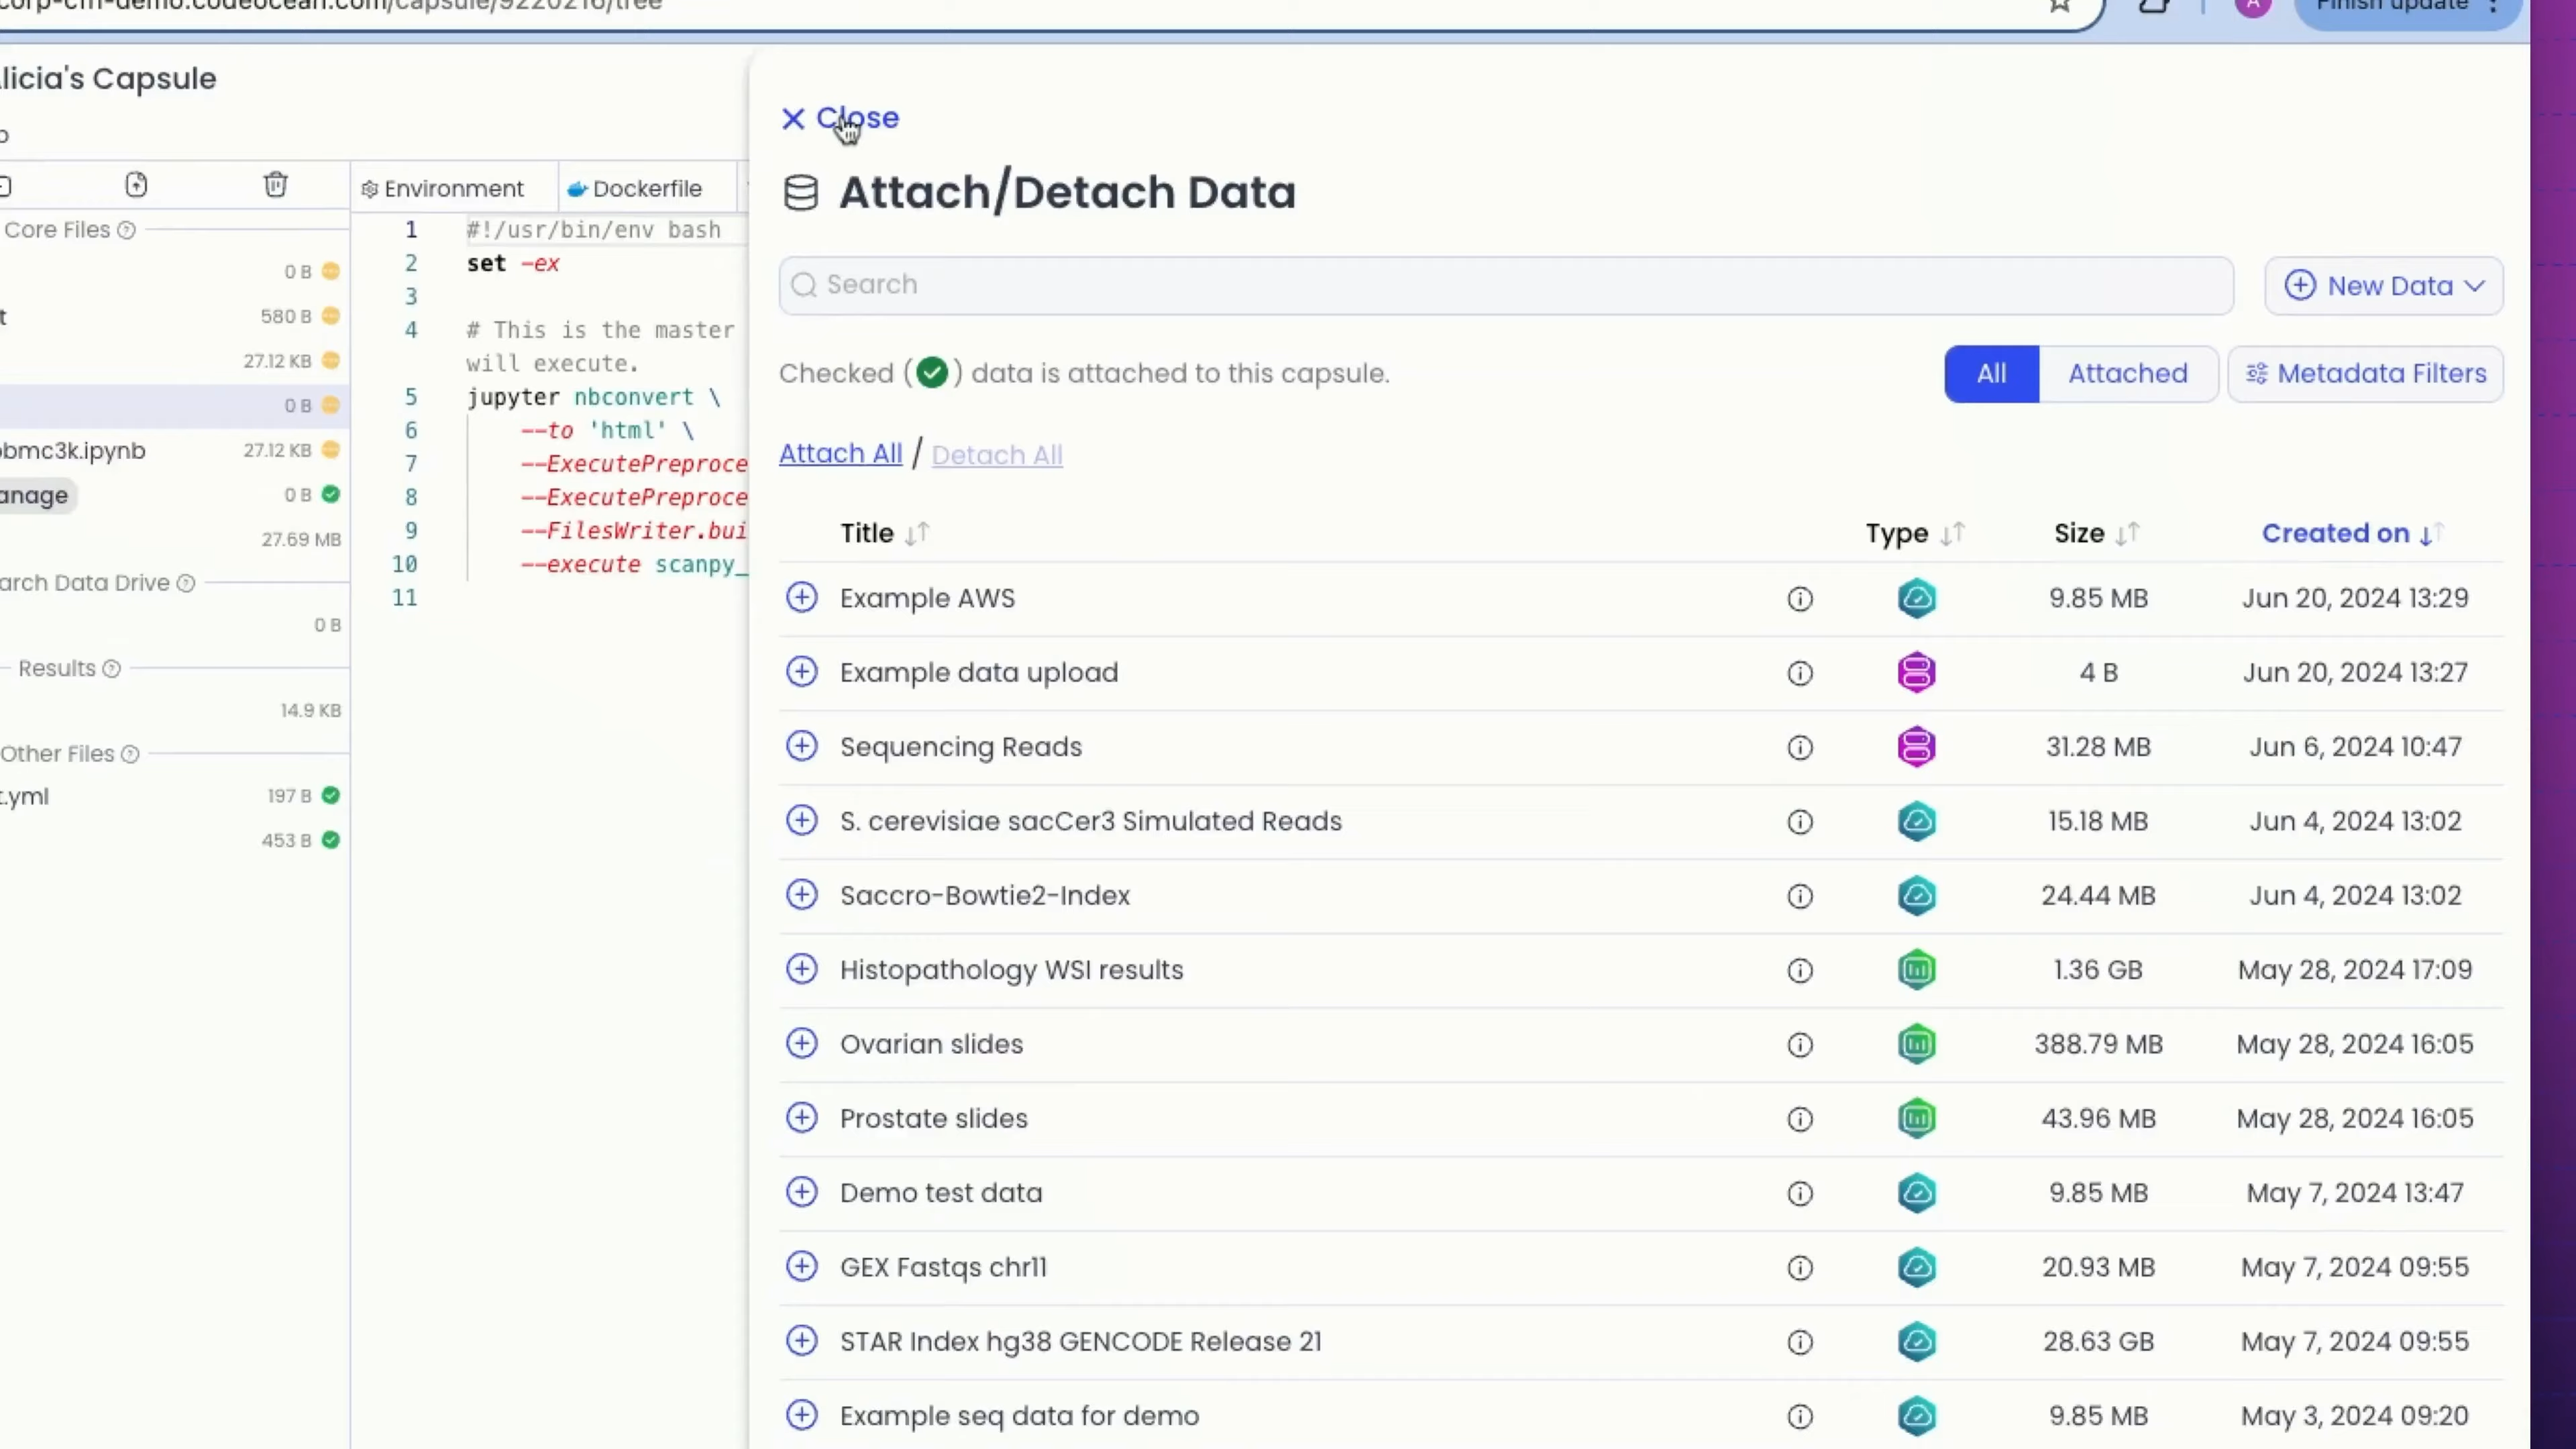 corp-cm-demo.codeocean.com/capsule/9220216/tree
A
Finish update
licia's Capsule
Close
Attach/Detach Data
Environment
Dockerfile
Search
New Data
Checked ( ) data is attached to this capsule.
All
Attached
Metadata Filters
Attach All / Detach All
Core Files
0 B
580 B
27.12 KB
0 B
bmc3k.ipynb 27.12 KB
anage 0 B
27.69 MB
arch Data Drive
0 B
Results
14.9 KB
Other Files
t.yml 197 B
453 B
1 #!/usr/bin/env bash
2 set -ex
3
4 # This is the master
will execute.
5 jupyter nbconvert \
6 --to 'html' \
7 --ExecutePreproce
8 --ExecutePreproce
9 --FilesWriter.bui
10 --execute scanpy_
11
Title Type Size Created on
Example AWS 9.85 MB Jun 20, 2024 13:29
Example data upload 4 B Jun 20, 2024 13:27
Sequencing Reads 31.28 MB Jun 6, 2024 10:47
S. cerevisiae sacCer3 Simulated Reads 15.18 MB Jun 4, 2024 13:02
Saccro-Bowtie2-Index 24.44 MB Jun 4, 2024 13:02
Histopathology WSI results 1.36 GB May 28, 2024 17:09
Ovarian slides 388.79 MB May 28, 2024 16:05
Prostate slides 43.96 MB May 28, 2024 16:05
Demo test data 9.85 MB May 7, 2024 13:47
GEX Fastqs chr11 20.93 MB May 7, 2024 09:55
STAR Index hg38 GENCODE Release 21 28.63 GB May 7, 2024 09:55
Example seq data for demo 9.85 MB May 3, 2024 09:20